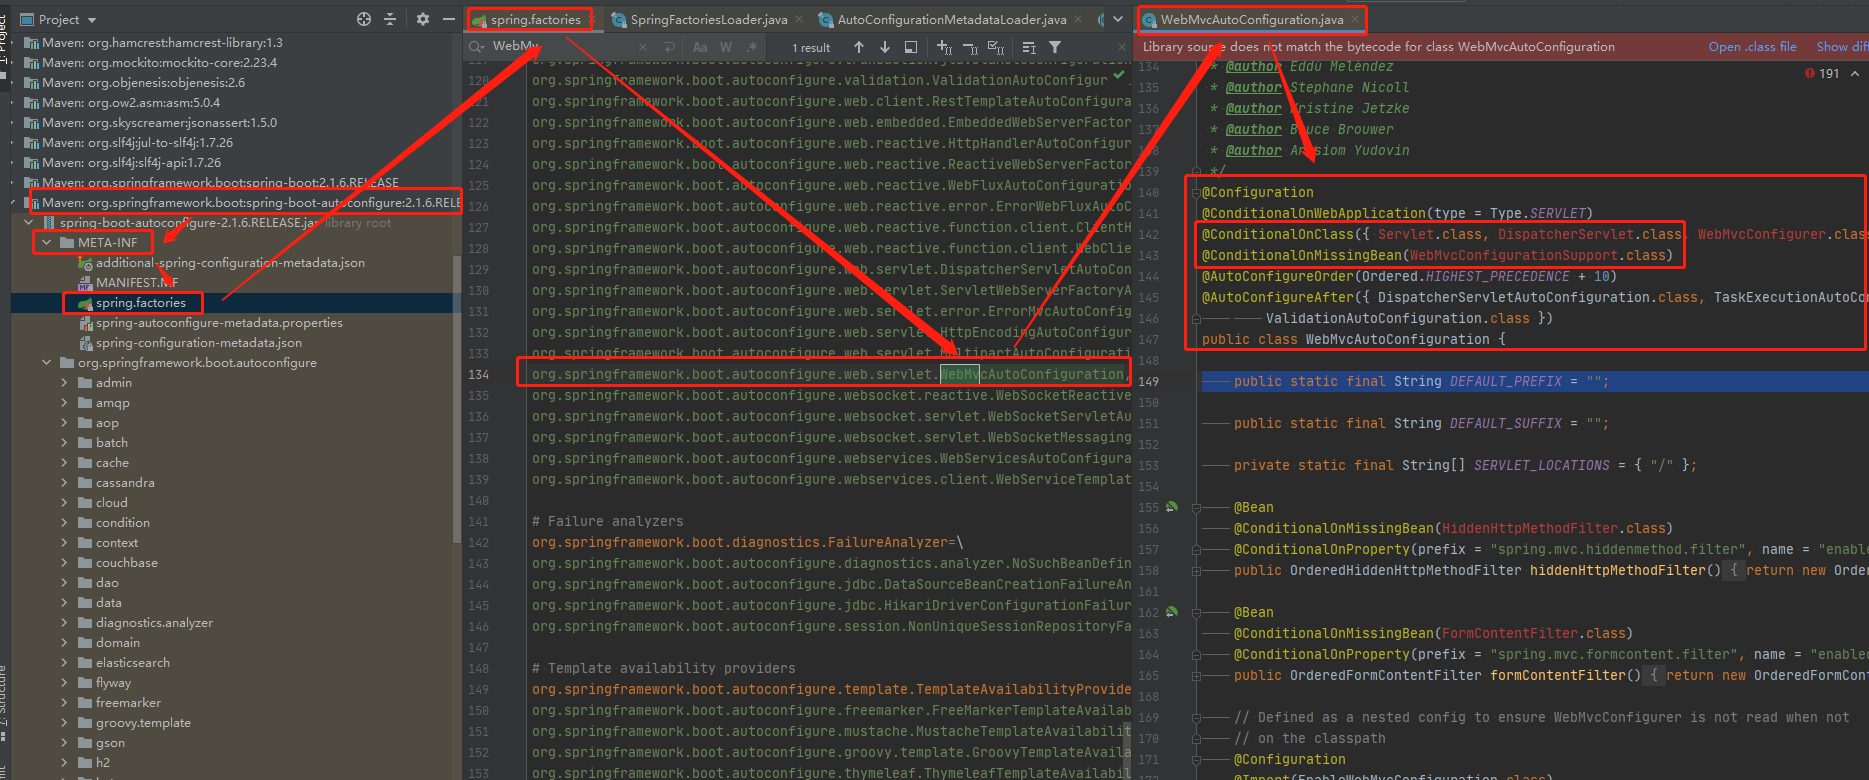 Project
spring.factories
SpringFactoriesLoader.java
AutoConfigurationMetadataLoader.java
WebMvcAutoConfiguration.java
Maven: org.hamcrest:hamcrest-library:1.3
Maven: org.mockito:mockito-core:2.23.4
Maven: org.objenesis:objenesis:2.6
Maven: org.ow2.asm:asm:5.0.4
Maven: org.skyscreamer:jsonassert:1.5.0
Maven: org.slf4j:jul-to-slf4j:1.7.26
Maven: org.slf4j:slf4j-api:1.7.26
Maven: org.springframework.boot:spring-boot:2.1.6.RELEASE
Maven: org.springframework.boot:spring-boot-autoconfigure:2.1.6.RELE
spring-boot-autoconfigure-2.1.6.RELEASE.jar library root
META-INF
additional-spring-configuration-metadata.json
MANIFEST.MF
spring.factories
spring-autoconfigure-metadata.properties
spring-configuration-metadata.json
org.springframework.boot.autoconfigure
admin
amqp
aop
batch
cache
cassandra
cloud
condition
context
couchbase
dao
data
diagnostics.analyzer
domain
elasticsearch
flyway
freemarker
groovy.template
gson
h2
Structure
WebMv
Aa W .* 1 result
120 org.springframework.boot.autoconfigure.validation.ValidationAutoConfigur
121 org.springframework.boot.autoconfigure.web.client.RestTemplateAutoConfigura
122 org.springframework.boot.autoconfigure.web.embedded.EmbeddedWebServerFactor
123 org.springframework.boot.autoconfigure.web.reactive.HttpHandlerAutoConfigur
124 org.springframework.boot.autoconfigure.web.reactive.ReactiveWebServerFactor
125 org.springframework.boot.autoconfigure.web.reactive.WebFluxAutoConfiguratio
126 org.springframework.boot.autoconfigure.web.reactive.error.ErrorWebFluxAutoC
127 org.springframework.boot.autoconfigure.web.reactive.function.client.ClientH
128 org.springframework.boot.autoconfigure.web.reactive.function.client.WebClie
129 org.springframework.boot.autoconfigure.web.servlet.DispatcherServletAutoCon
130 org.springframework.boot.autoconfigure.web.servlet.ServletWebServerFactoryA
131 org.springframework.boot.autoconfigure.web.servlet.error.ErrorMvcAutoConfig
132 org.springframework.boot.autoconfigure.web.servlet.HttpEncodingAutoConfigur
133 org.springframework.boot.autoconfigure.web.servlet.MultipartAutoConfigurati
134 org.springframework.boot.autoconfigure.web.servlet.WebMvcAutoConfiguration,
135 org.springframework.boot.autoconfigure.websocket.reactive.WebSocketReactive
136 org.springframework.boot.autoconfigure.websocket.servlet.WebSocketServletAu
137 org.springframework.boot.autoconfigure.websocket.servlet.WebSocketMessaging
138 org.springframework.boot.autoconfigure.webservices.WebServicesAutoConfigura
139 org.springframework.boot.autoconfigure.webservices.client.WebServiceTemplat
140
141 # Failure analyzers
142 org.springframework.boot.diagnostics.FailureAnalyzer=\
143 org.springframework.boot.autoconfigure.diagnostics.analyzer.NoSuchBeanDefin
144 org.springframework.boot.autoconfigure.jdbc.DataSourceBeanCreationFailureAn
145 org.springframework.boot.autoconfigure.jdbc.HikariDriverConfigurationFailur
146 org.springframework.boot.autoconfigure.session.NonUniqueSessionRepositoryFa
147
148 # Template availability providers
149 org.springframework.boot.autoconfigure.template.TemplateAvailabilityProvide
150 org.springframework.boot.autoconfigure.freemarker.FreeMarkerTemplateAvailab
151 org.springframework.boot.autoconfigure.mustache.MustacheTemplateAvailabilit
152 org.springframework.boot.autoconfigure.groovy.template.GroovyTemplateAvaila
153 org.springframework.boot.autoconfigure.thymeleaf.ThymeleafTemplateAvailabil
Library source does not match the bytecode for class WebMvcAutoConfiguration Open .class file Show diff
191
134 * @author Eddú Meléndez
135 * @author Stephane Nicoll
136 * @author Kristine Jetzke
137 * @author Bruce Brouwer
138 * @author Artsiom Yudovin
*/
140 @Configuration
141 @ConditionalOnWebApplication(type = Type.SERVLET)
142 @ConditionalOnClass({ Servlet.class, DispatcherServlet.class, WebMvcConfigurer.clas
143 @ConditionalOnMissingBean(WebMvcConfigurationSupport.class)
144 @AutoConfigureOrder(Ordered.HIGHEST_PRECEDENCE + 10)
145 @AutoConfigureAfter({ DispatcherServletAutoConfiguration.class, TaskExecutionAutoCo
146 ValidationAutoConfiguration.class })
147 public class WebMvcAutoConfiguration {
148
149 public static final String DEFAULT_PREFIX = "";
150
151 public static final String DEFAULT_SUFFIX = "";
152
153 private static final String[] SERVLET_LOCATIONS = { "/" };
154
155 @Bean
156 @ConditionalOnMissingBean(HiddenHttpMethodFilter.class)
157 @ConditionalOnProperty(prefix = "spring.mvc.hiddenmethod.filter", name = "enable
158 public OrderedHiddenHttpMethodFilter hiddenHttpMethodFilter() { return new Order
161
162 @Bean
163 @ConditionalOnMissingBean(FormContentFilter.class)
164 @ConditionalOnProperty(prefix = "spring.mvc.formcontent.filter", name = "enabled
165 public OrderedFormContentFilter formContentFilter() { return new OrderedFormCont
168
169 // Defined as a nested config to ensure WebMvcConfigurer is not read when not
170 // on the classpath
171 @Configuration
@Import(EnableWebMvcConfiguration.class)